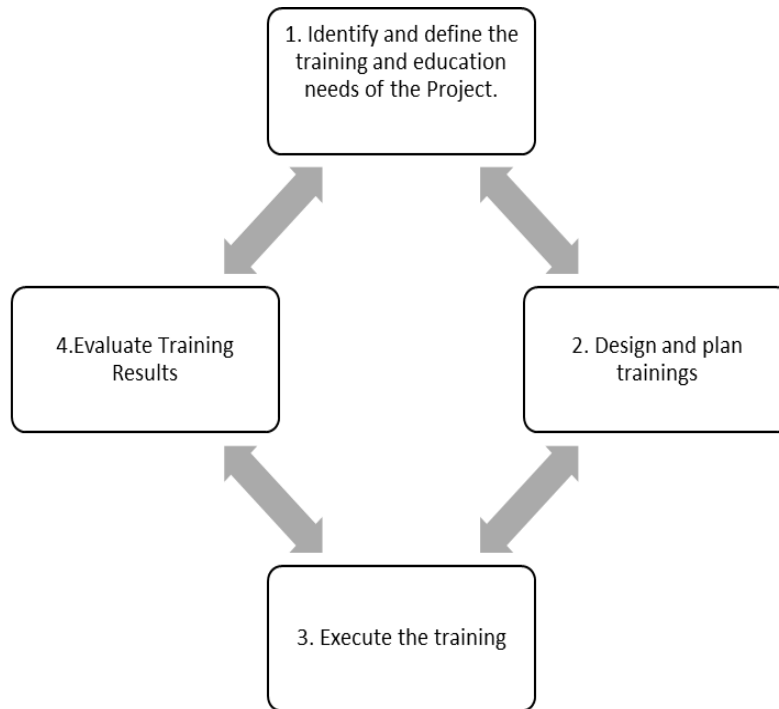 1. Identify and define the
training and education
needs of the Project.
4.Evaluate Training
Results
2. Design and plan
trainings
3. Execute the training